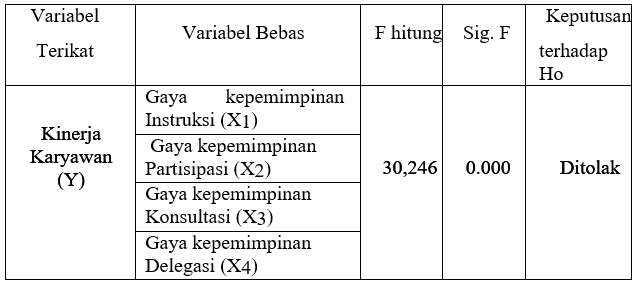 Variabel
Terikat
Variabel Bebas
F hitung
Sig. F
Keputusan
terhadap
Ho
Kinerja
Karyawan
(Y)
Gaya kepemimpinan
Instruksi (X1)
Gaya kepemimpinan
Partisipasi (X2)
Gaya kepemimpinan
Konsultasi (X3)
Gaya kepemimpinan
Delegasi (X4)
30,246
0.000
Ditolak